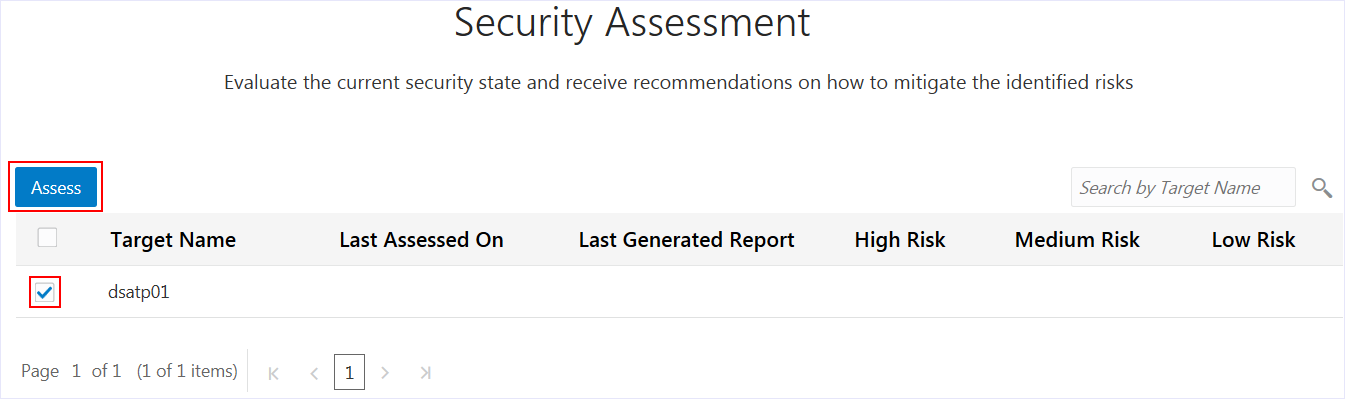 Security Assessment
Evaluate the current security state and receive recommendations on how to mitigate the identified risks
Assess
Search by Target Name
Target Name Last Assessed On Last Generated Report High Risk Medium Risk Low Risk
dsatp01
Page 1 of 1 (1 of 1 items) 1